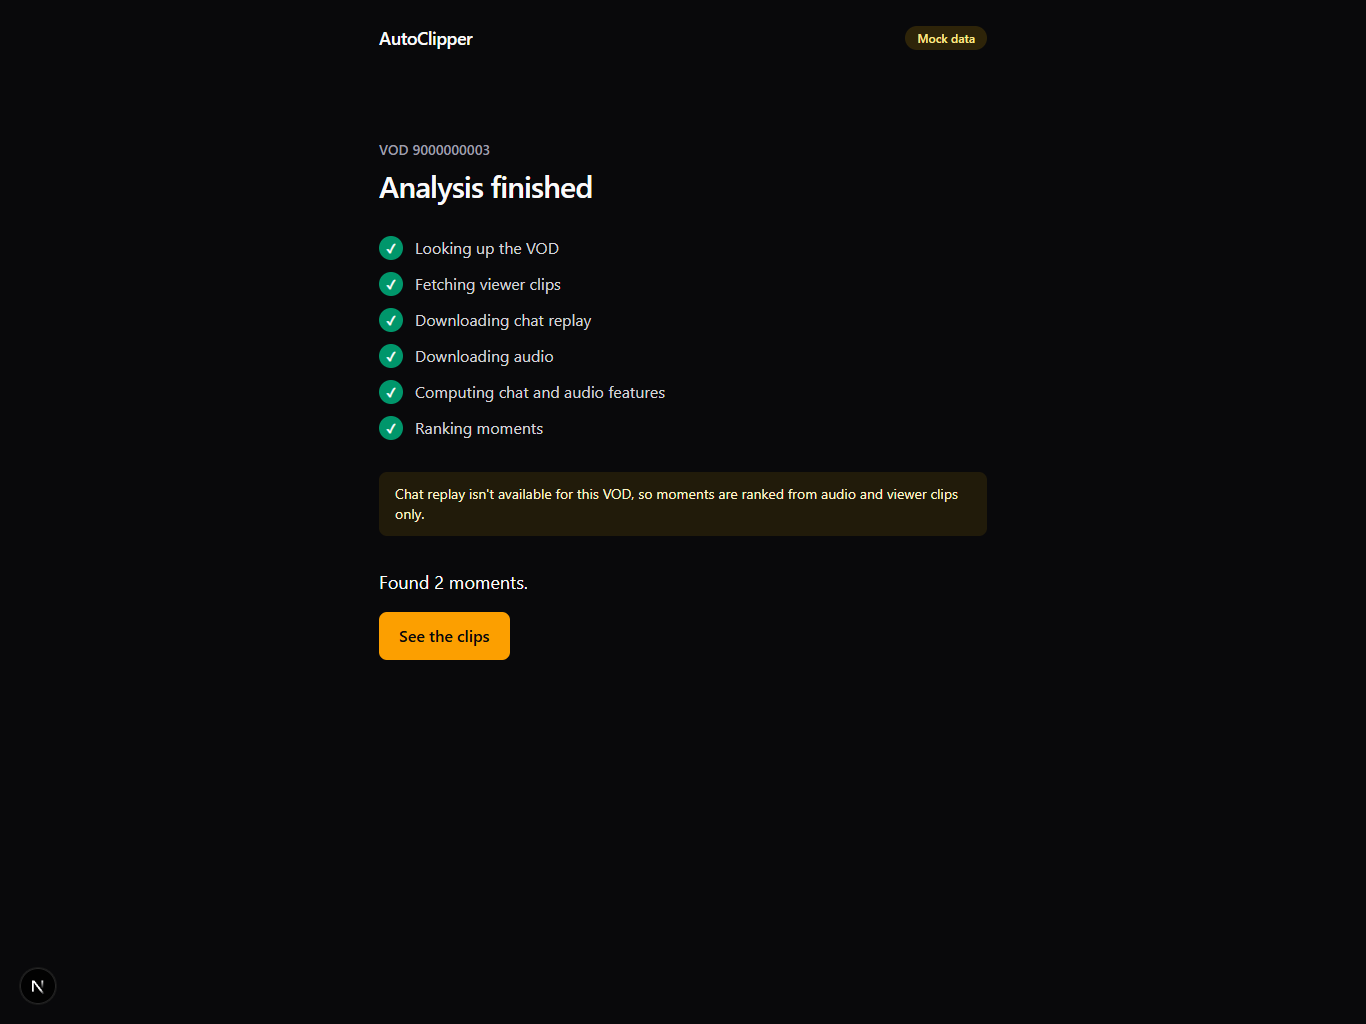 AutoClipper
Mock data
VOD 9000000003
Analysis finished
Looking up the VOD
Fetching viewer clips
Downloading chat replay
Downloading audio
Computing chat and audio features
Ranking moments
Chat replay isn't available for this VOD, so moments are ranked from audio and viewer clips
only.
Found 2 moments.
See the clips
N